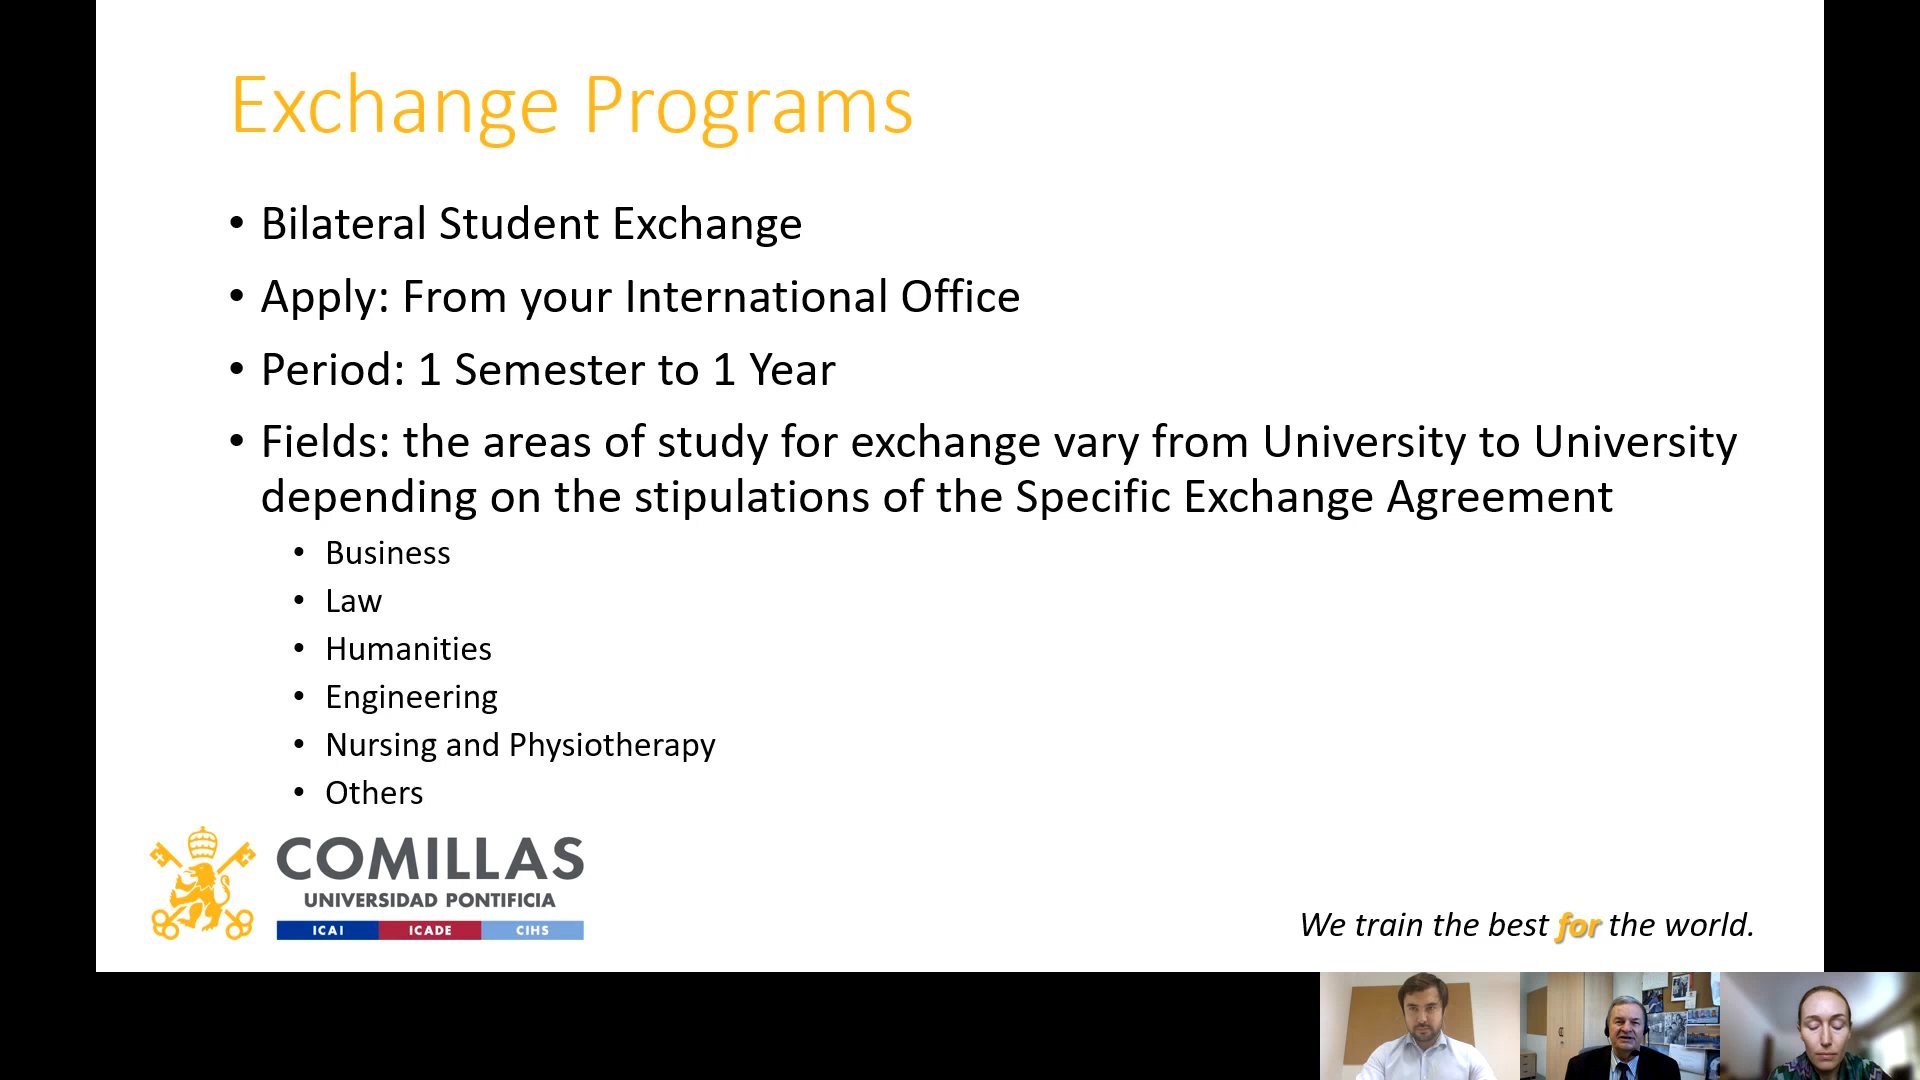 Exchange Programs
• Bilateral Student Exchange
• Apply: From your International Office
• Period: 1 Semester to 1 Year
• Fields: the areas of study for exchange vary from University to University
depending on the stipulations of the Specific Exchange Agreement
• Business
• Law
• Humanities
• Engineering
• Nursing and Physiotherapy
• Others
COMILLAS
UNIVERSIDAD PONTIFICIA
ICAI ICADE CIHS
We train the best for the world.